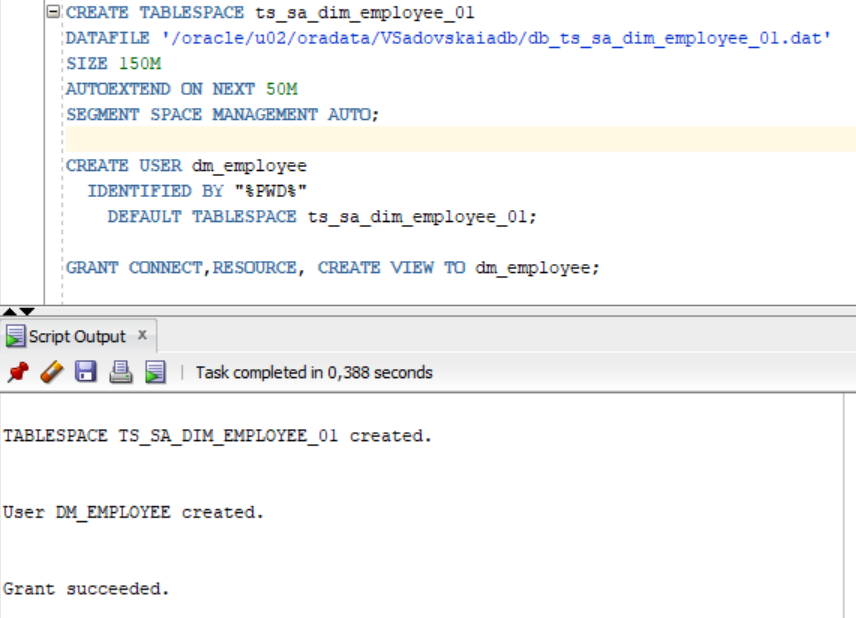 CREATE TABLESPACE ts_sa_dim_employee_01
DATAFILE '/oracle/u02/oradata/VSadovskaiadb/db_ts_sa_dim_employee_01.dat'
SIZE 150M
AUTOEXTEND ON NEXT 50M
SEGMENT SPACE MANAGEMENT AUTO;
CREATE USER dm_employee
IDENTIFIED BY "%PWD%"
DEFAULT TABLESPACE ts_sa_dim_employee_01;
GRANT CONNECT,RESOURCE, CREATE VIEW TO dm_employee;
Script Output x
Task completed in 0,388 seconds
TABLESPACE TS_SA_DIM_EMPLOYEE_01 created.
User DM_EMPLOYEE created.
Grant succeeded.